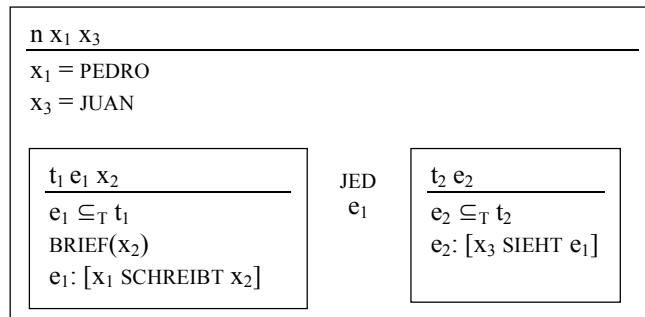 n x₁ x₃
x₁ = PEDRO
x₃ = JUAN
t₁ e₁ x₂
e₁ ⊆T t₁
BRIEF(x₂)
e₁: [x₁ SCHREIBT x₂]
JED
e₁
t₂ e₂
e₂ ⊆T t₂
e₂: [x₃ SIEHT e₁]